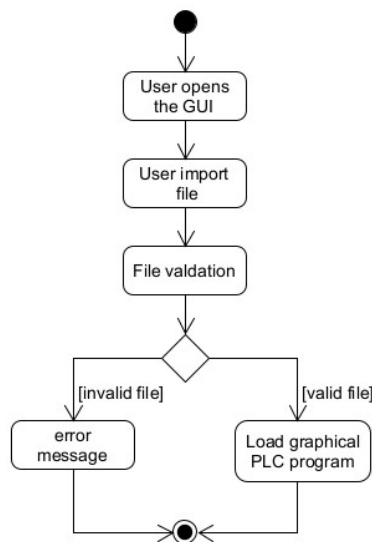 User opens
the GUI
User import
file
File valdation
[invalid file]
[valid file]
error
message
Load graphical
PLC program